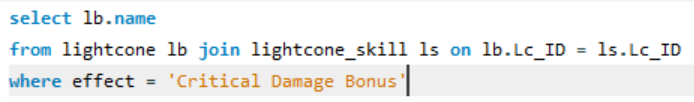 select lb.name
from lightcone lb join lightcone_skill ls on lb.Lc_ID = ls.Lc_ID
where effect = 'Critical Damage Bonus'